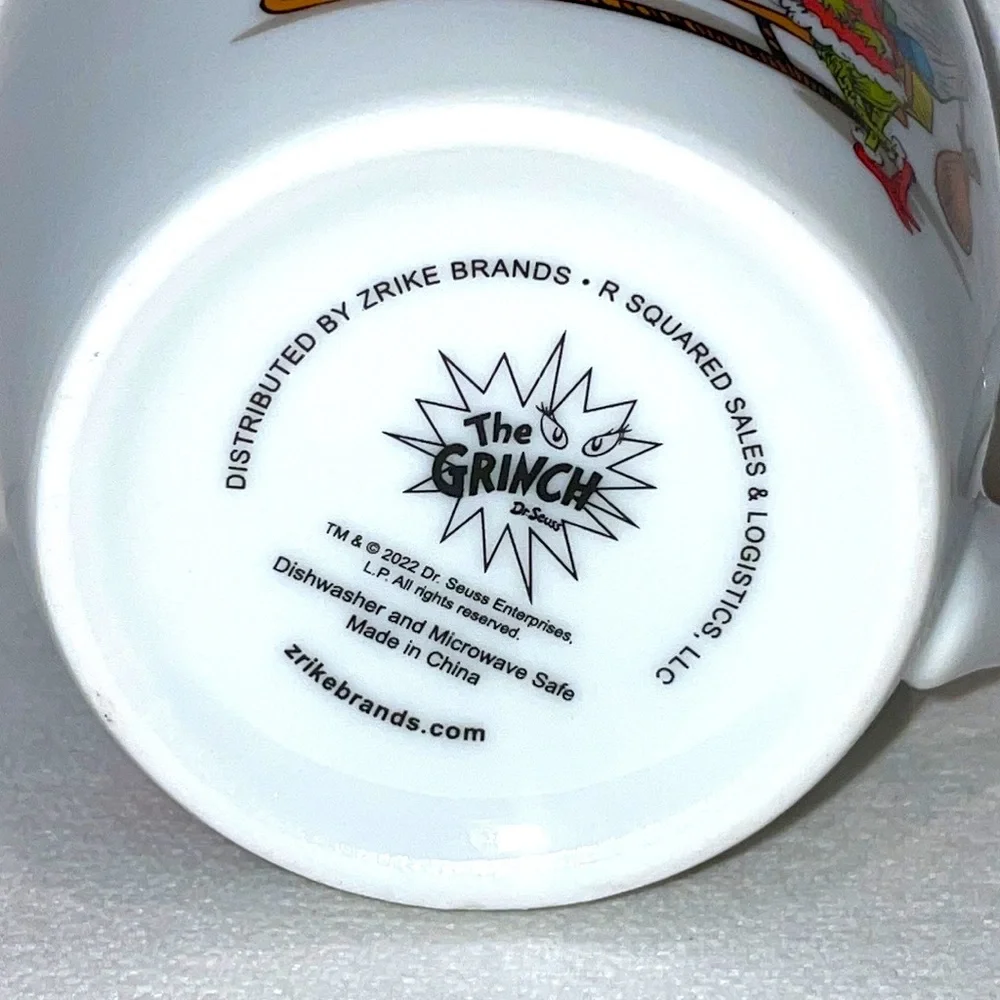 DISTRIBUTED BY ZRIKE BRANDS • R SQUARED SALES & LOGISTICS, LLC
The
GRINCH
Dr. Seuss
TM & © 2022 Dr. Seuss Enterprises,
L.P. All rights reserved.
Dishwasher and Microwave Safe
Made in China
zrikebrands.com